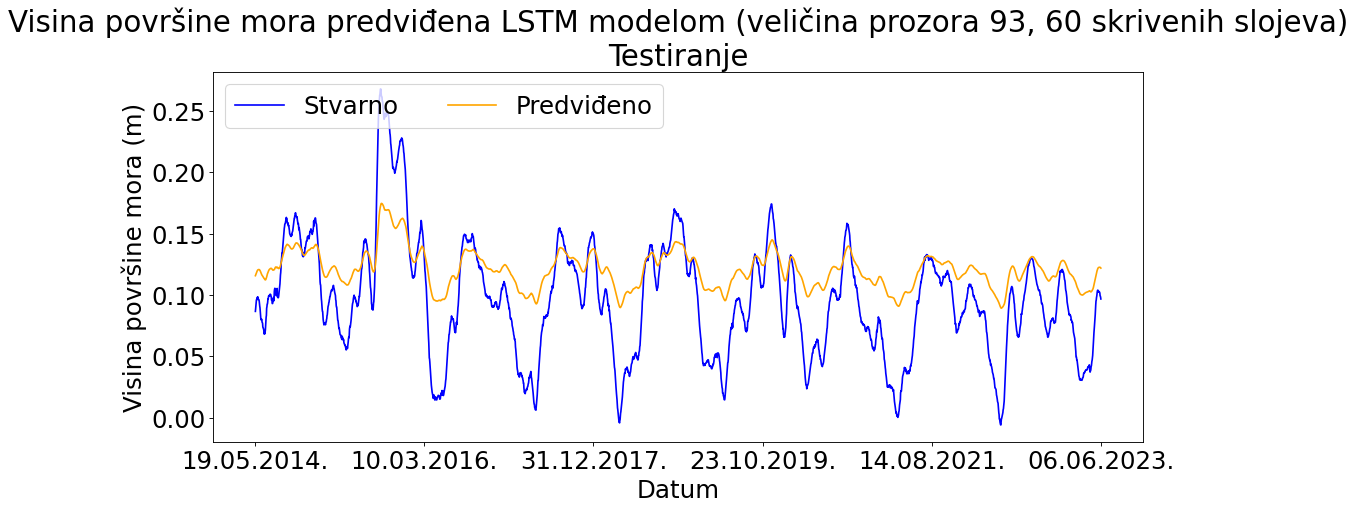 Visina površine mora predviđena LSTM modelom (veličina prozora 93, 60 skrivenih slojeva)
Testiranje
Stvarno
Predviđeno
Visina površine mora (m)
0.25
0.20
0.15
0.10
0.05
0.00
19.05.2014.
10.03.2016.
31.12.2017.
23.10.2019.
14.08.2021.
06.06.2023.
Datum